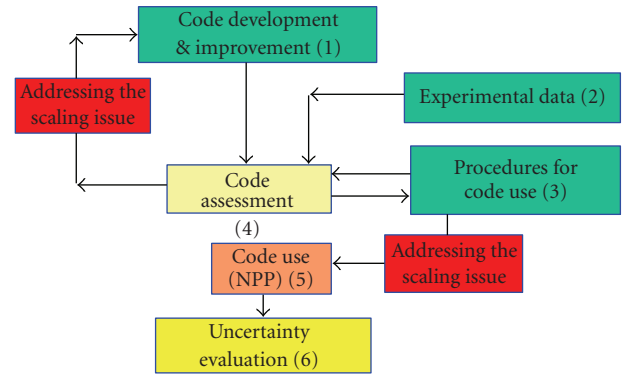 Code development
& improvement (1)
Addressing the
scaling issue
Experimental data (2)
Procedures for
code use (3)
Code
assessment
(4)
Addressing the
scaling issue
Code use
(NPP) (5)
Uncertainty
evaluation (6)